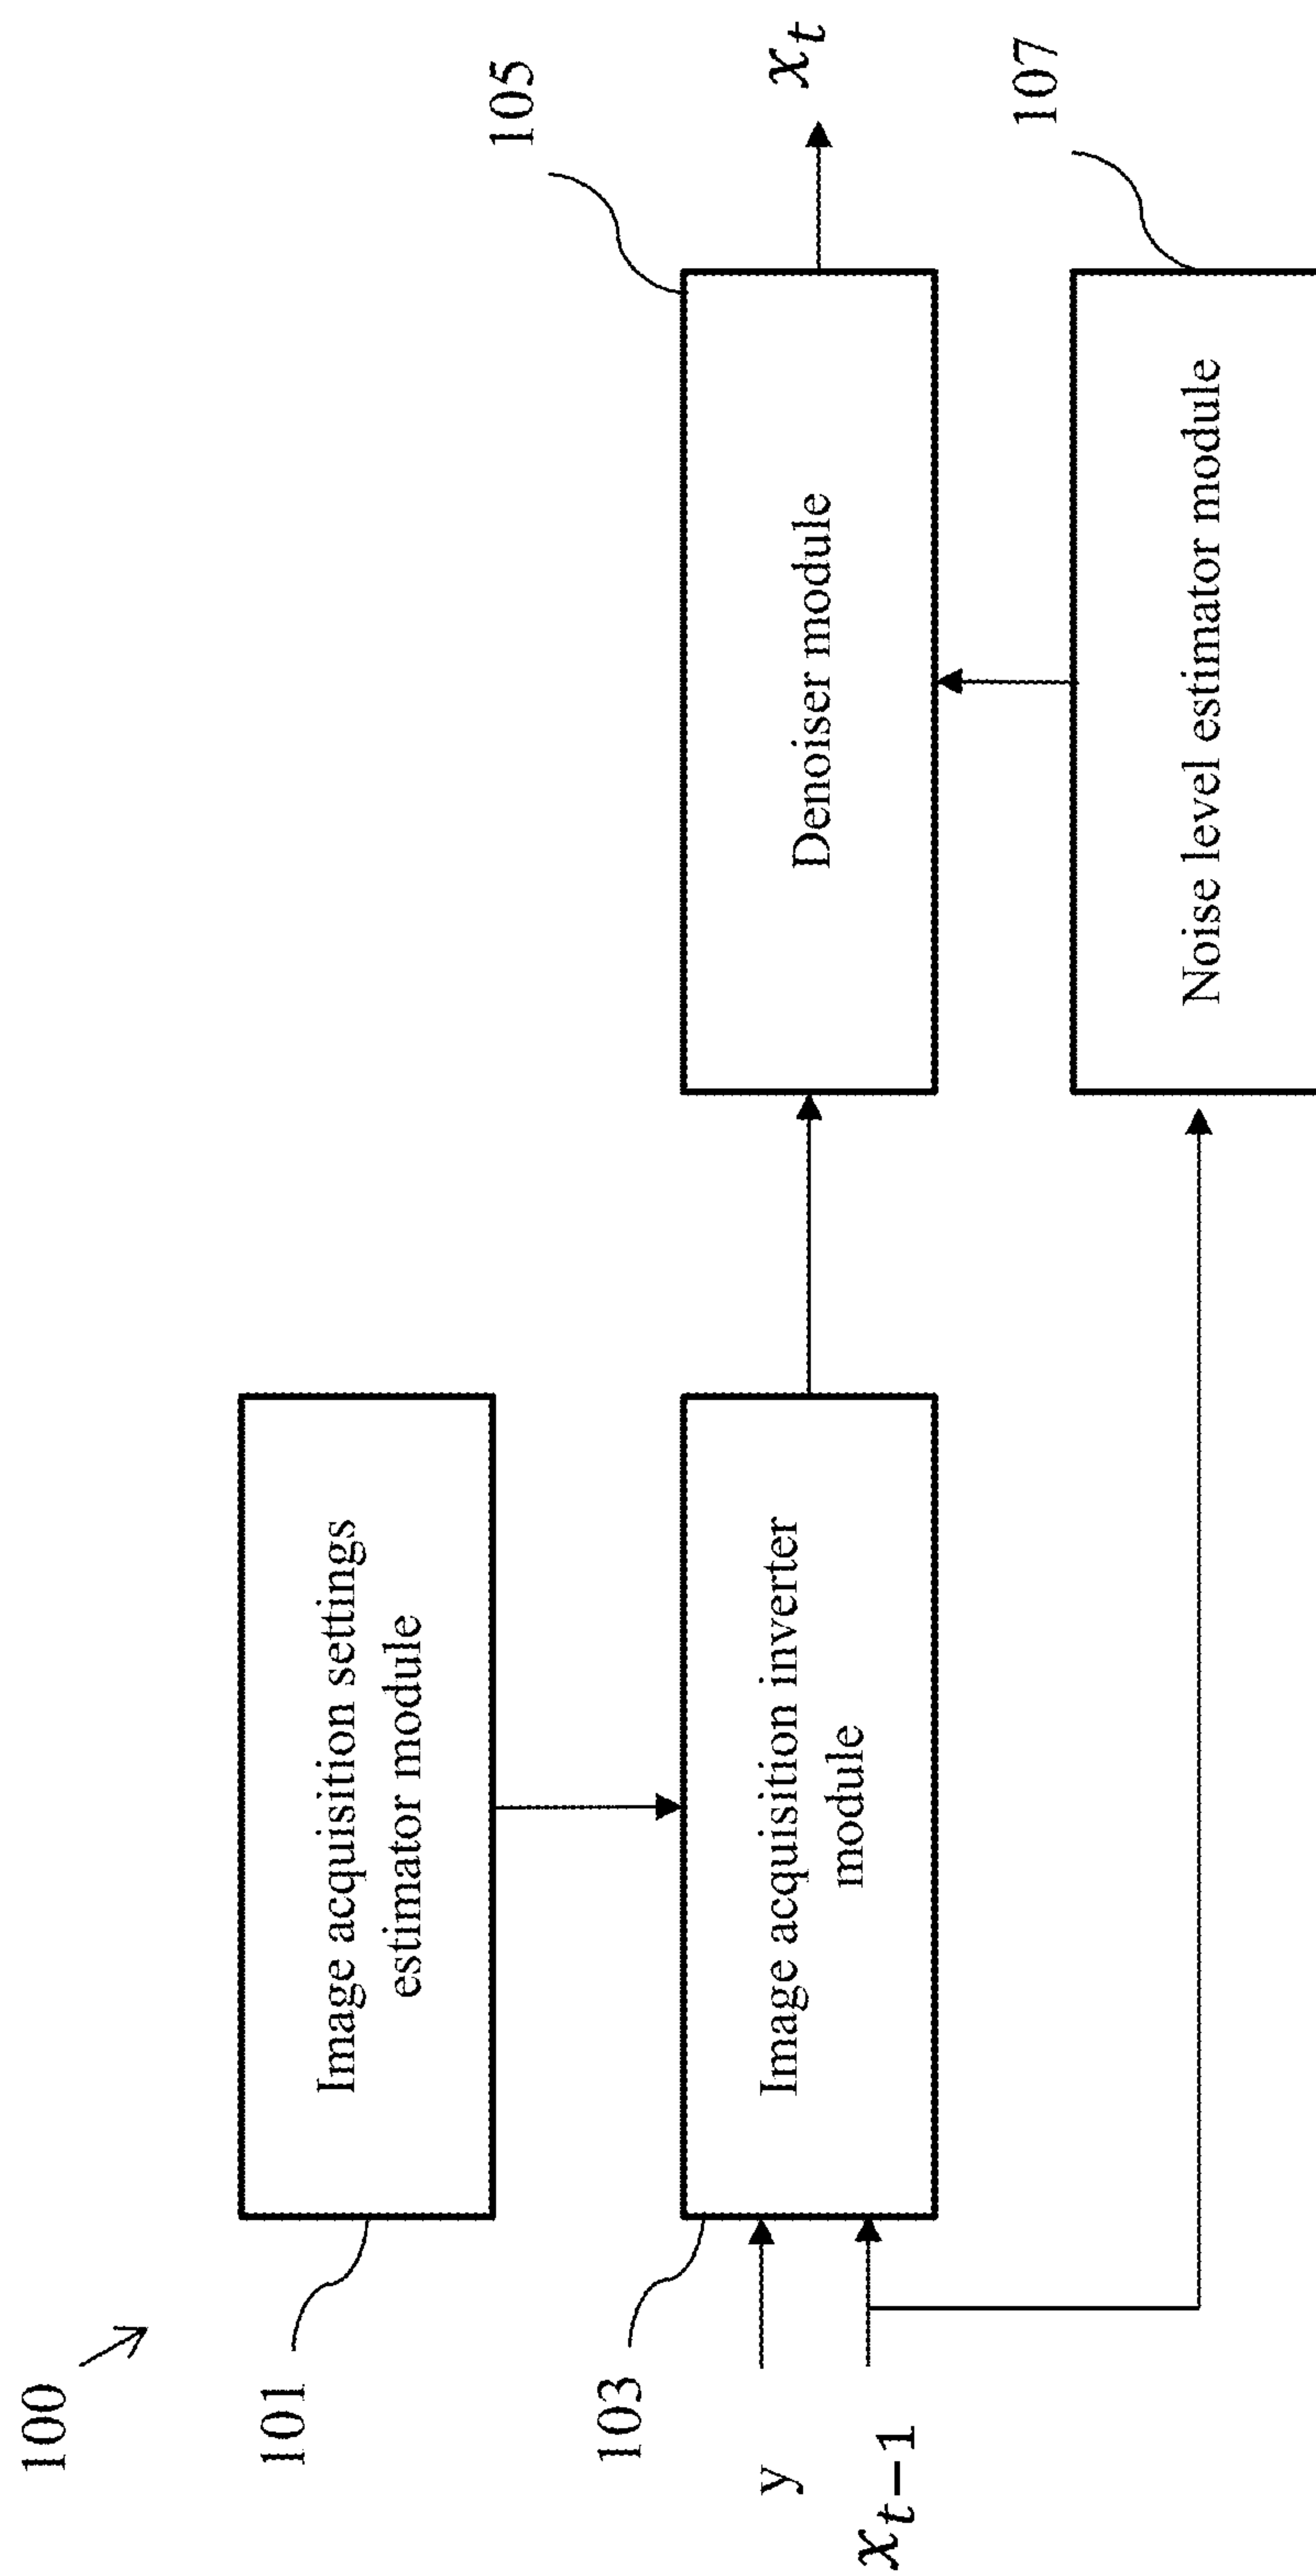 100
101
Image acquisition settings
estimator module
103
Image acquisition inverter
module
y
x_{t-1}
105
Denoiser module
x_t
107
Noise level estimator module